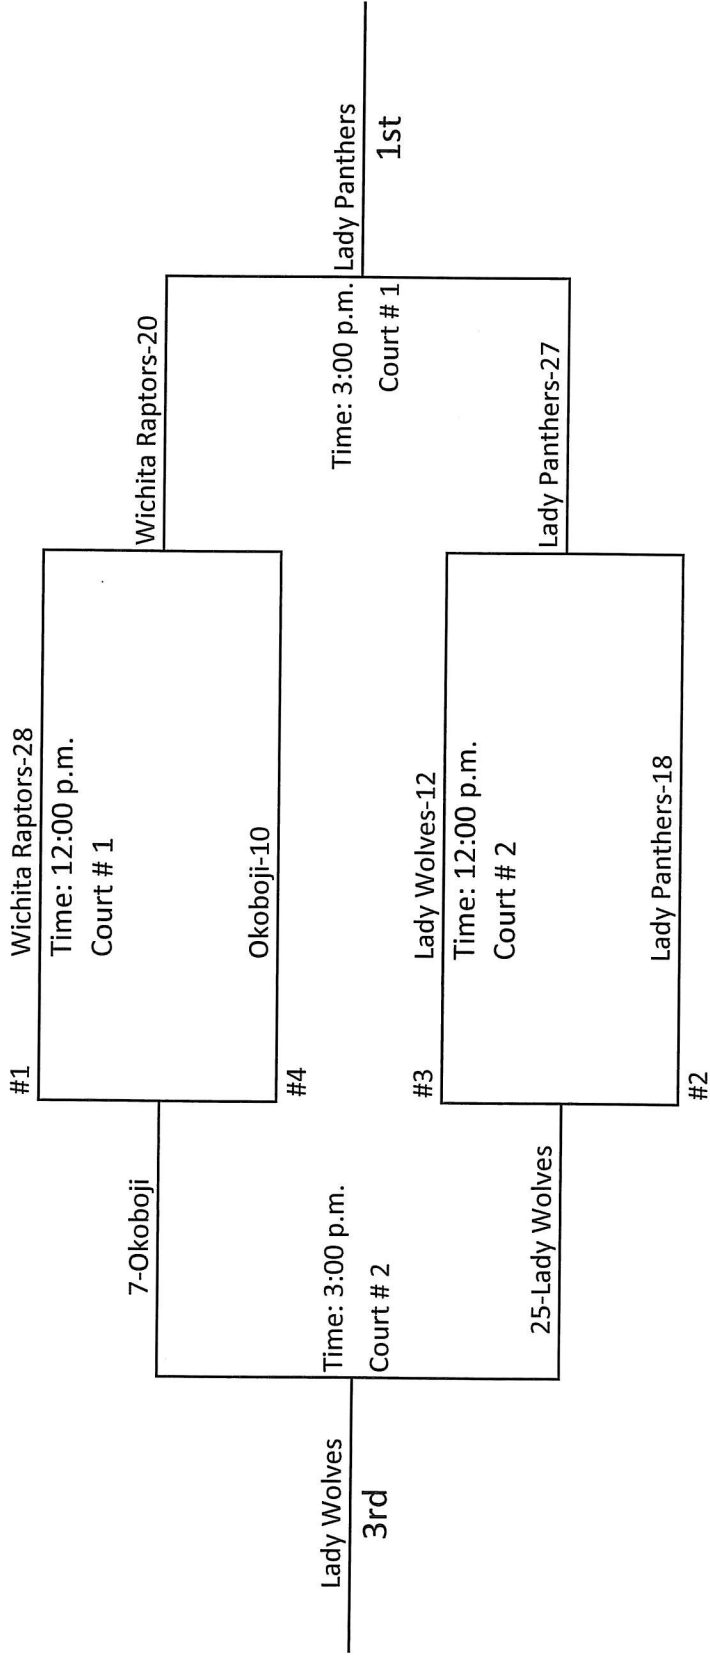 #1
Wichita Raptors-28
Time: 12:00 p.m.
Court # 1
Wichita Raptors-20
7-Okoboji
Okoboji-10
#4
Time: 3:00 p.m.
Court # 2
Lady Wolves
3rd
Time: 3:00 p.m.
Court # 1
Lady Panthers
1st
#3
Lady Wolves-12
Time: 12:00 p.m.
Court # 2
25-Lady Wolves
Lady Panthers-27
Lady Panthers-18
#2